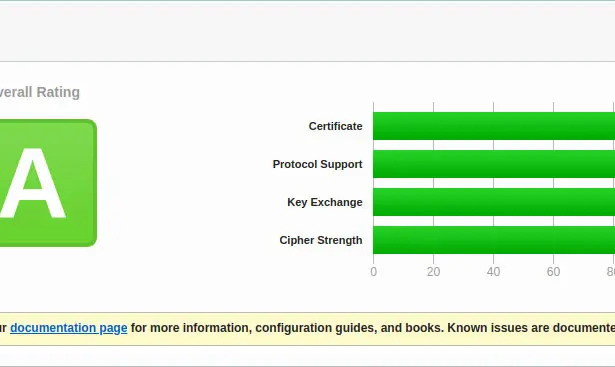 verall Rating
A
Certificate
Protocol Support
Key Exchange
Cipher Strength
0 20 40 60 8
r documentation page for more information, configuration guides, and books. Known issues are documente